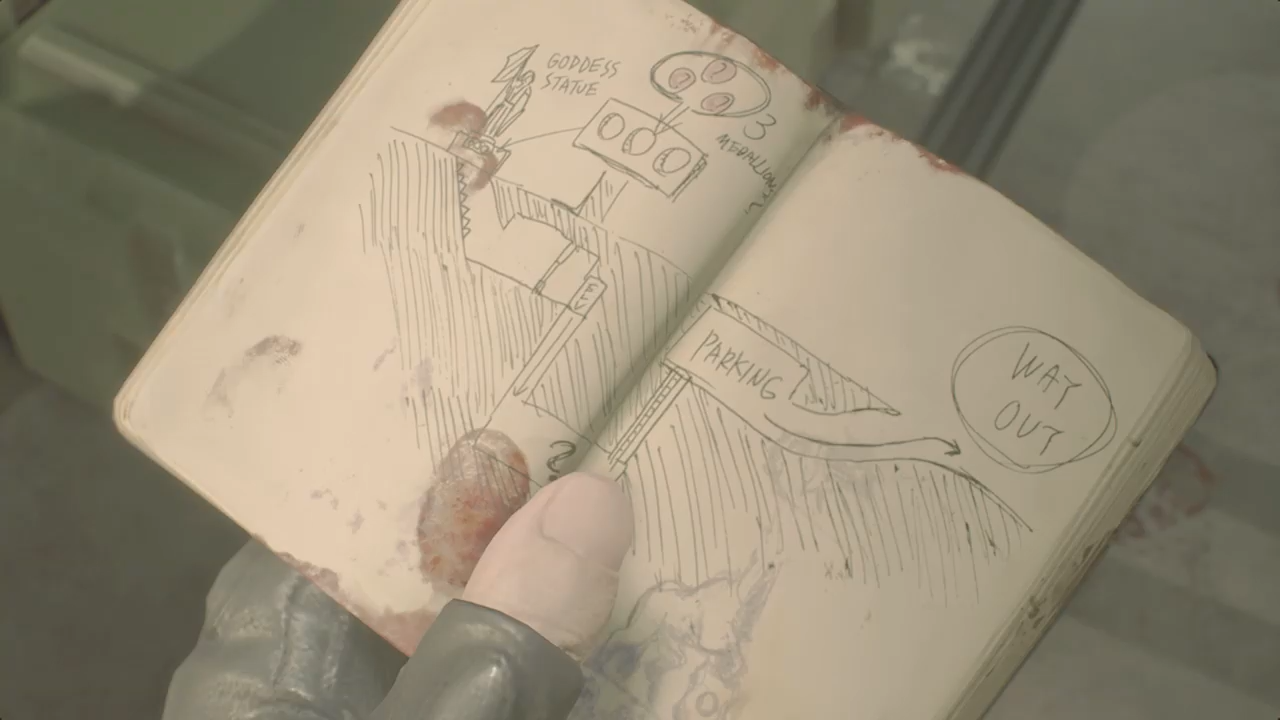 GODDESS
STATUE
3
MEDALLIONS
?
? ? ?
PARKING?
?
WAY
OUT